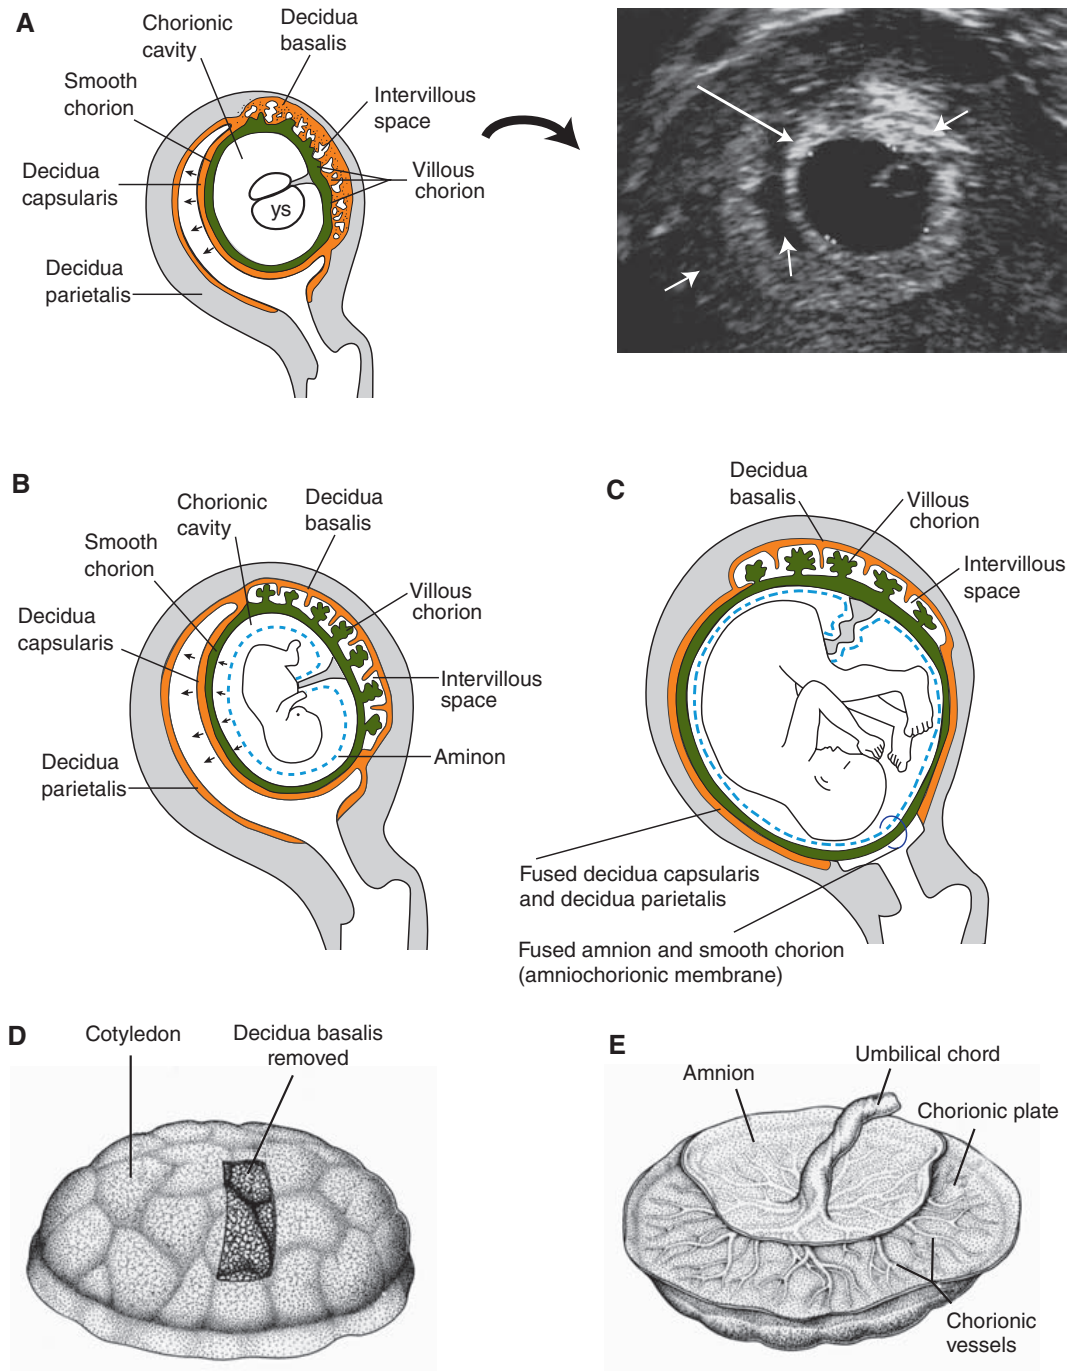 A
Chorionic
cavity
Decidua
basalis
Smooth
chorion
Intervillous
space
Decidua
capsularis
Villous
chorion
ys
Decidua
parietalis
B
Chorionic
cavity
Decidua
basalis
Smooth
chorion
Villous
chorion
Decidua
capsularis
Intervillous
space
Aminon
Decidua
parietalis
C
Decidua
basalis
Villous
chorion
Intervillous
space
Fused decidua capsularis
and decidua parietalis
Fused amnion and smooth chorion
(amniochorionic membrane)
D
Cotyledon
Decidua basalis
removed
E
Umbilical chord
Amnion
Chorionic plate
Chorionic
vessels